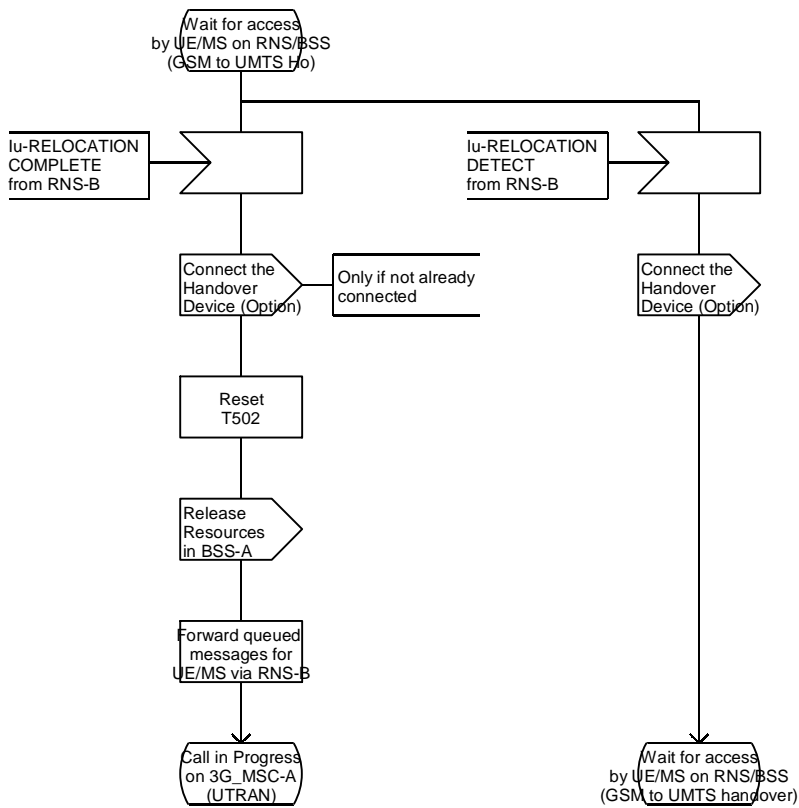 Wait for access
by UE/MS on RNS/BSS
(GSM to UMTS Ho)
Iu-RELOCATION
COMPLETE
from RNS-B
Iu-RELOCATION
DETECT
from RNS-B
Connect the
Handover
Device (Option)
Only if not already
connected
Connect the
Handover
Device (Option)
Reset
T502
Release
Resources
in BSS-A
Forward queued
messages for
UE/MS via RNS-B
Call in Progress
on 3G_MSC-A
(UTRAN)
Wait for access
by UE/MS on RNS/BSS
(GSM to UMTS handover)